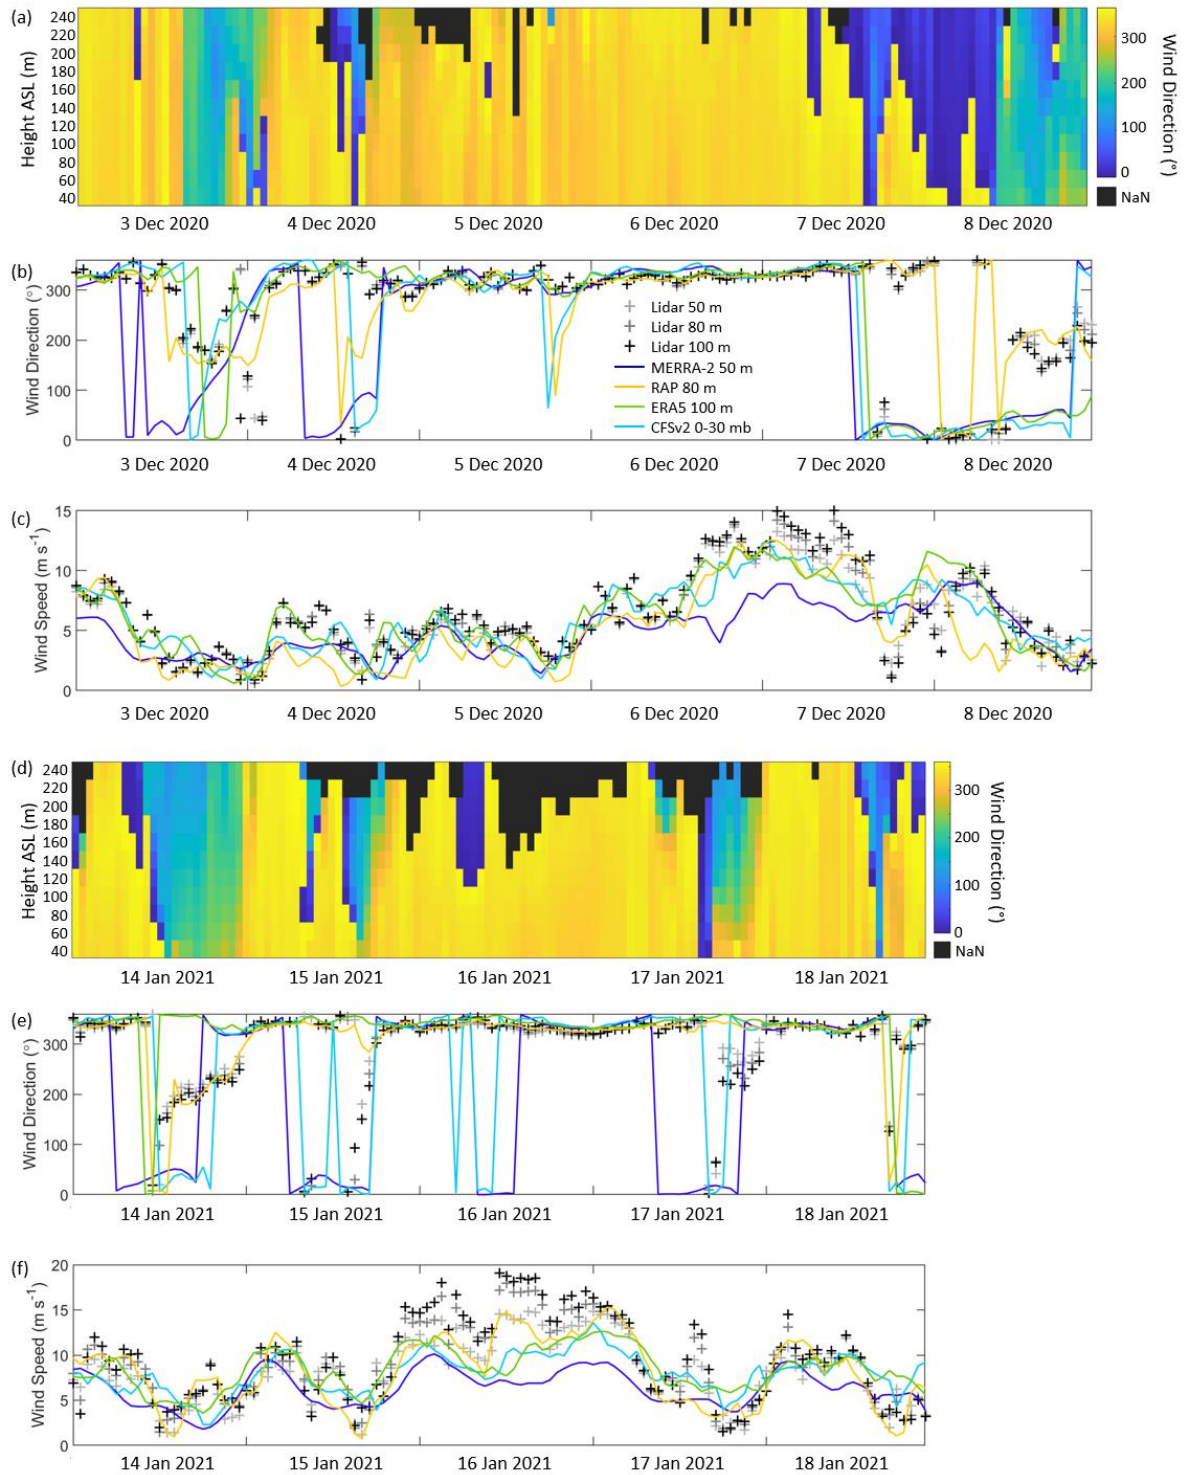 (a)
240
220
200
180
160
140
120
100
80
60
40
Height ASL (m)
3 Dec 2020 4 Dec 2020 5 Dec 2020 6 Dec 2020 7 Dec 2020 8 Dec 2020
300
200
100
0
NaN
Wind Direction (°)
(b)
300
200
100
0
Wind Direction (°)
Lidar 50 m
Lidar 80 m
Lidar 100 m
MERRA-2 50 m
RAP 80 m
ERA5 100 m
CFSv2 0-30 mb
3 Dec 2020 4 Dec 2020 5 Dec 2020 6 Dec 2020 7 Dec 2020 8 Dec 2020
(c)
15
10
5
0
Wind Speed (m s-1)
3 Dec 2020 4 Dec 2020 5 Dec 2020 6 Dec 2020 7 Dec 2020 8 Dec 2020
(d)
240
220
200
180
160
140
120
100
80
60
40
Height ASL (m)
14 Jan 2021 15 Jan 2021 16 Jan 2021 17 Jan 2021 18 Jan 2021
300
200
100
0
NaN
Wind Direction (°)
(e)
300
200
100
0
Wind Direction (°)
14 Jan 2021 15 Jan 2021 16 Jan 2021 17 Jan 2021 18 Jan 2021
(f)
20
15
10
5
0
Wind Speed (m s-1)
14 Jan 2021 15 Jan 2021 16 Jan 2021 17 Jan 2021 18 Jan 2021